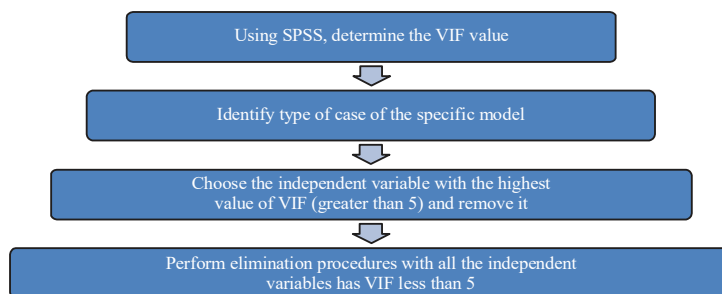 Using SPSS, determine the VIF value
Identify type of case of the specific model
Choose the independent variable with the highest
value of VIF (greater than 5) and remove it
Perform elimination procedures with all the independent
variables has VIF less than 5